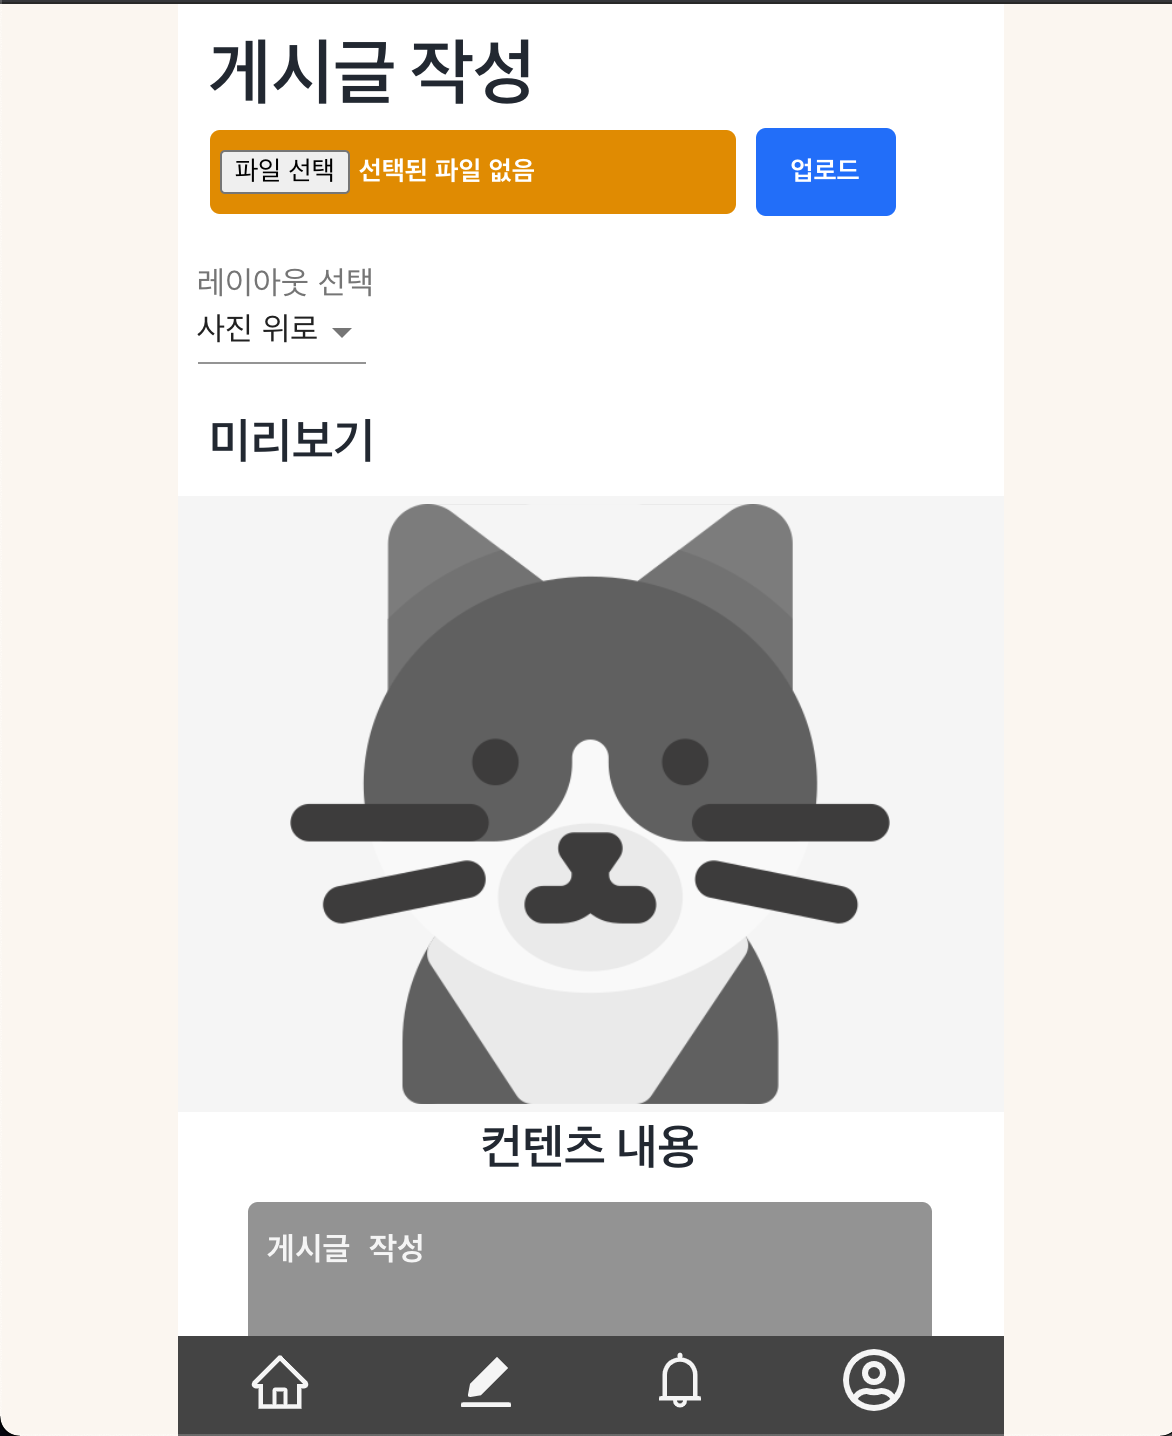 게시글 작성
파일 선택 선택된 파일 없음 업로드
레이아웃 선택
사진 위로
미리보기
컨텐츠 내용
게시글 작성